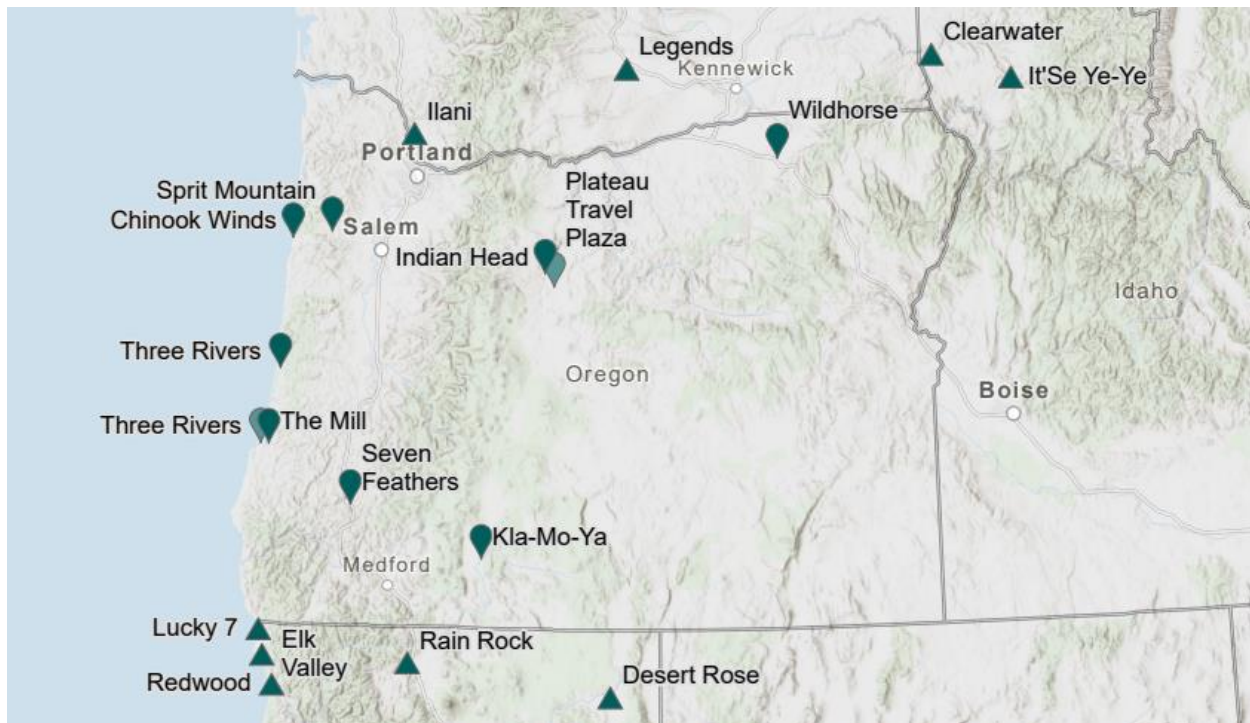 Clearwater
Legends
Kennewick
It'Se Ye-Ye
Ilani
Wildhorse
Portland
Plateau
Travel
Plaza
Sprit Mountain
Chinook Winds
Salem
Indian Head
Idaho
Three Rivers
Oregon
Boise
Three Rivers
The Mill
Seven
Feathers
Kla-Mo-Ya
Medford
Lucky 7
Elk
Valley
Rain Rock
Redwood
Desert Rose